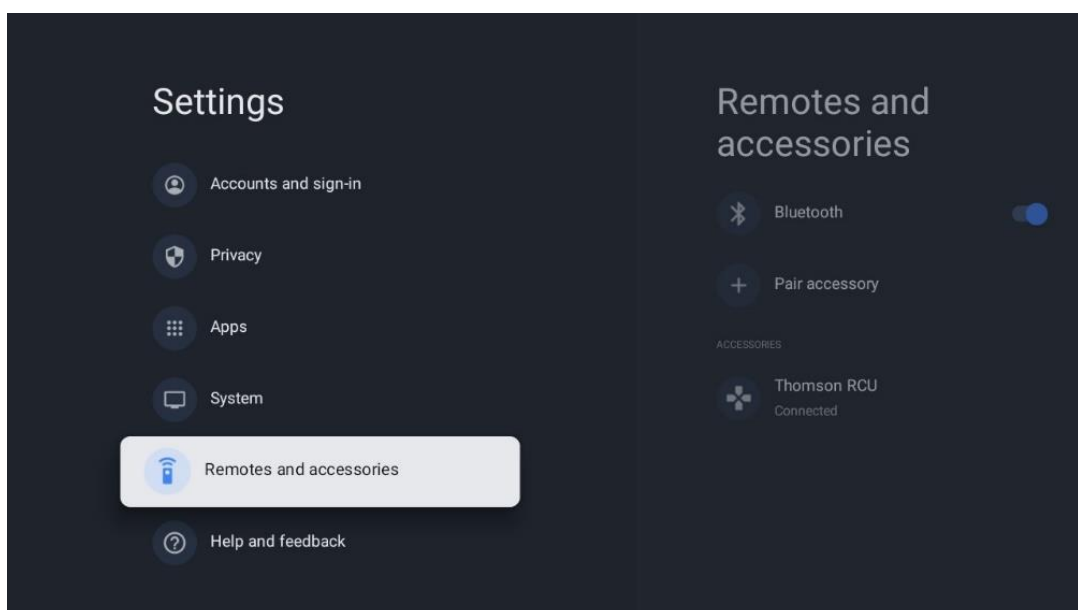 Settings
Accounts and sign-in
Privacy
Apps
System
Remotes and accessories
Help and feedback
Remotes and
accessories
Bluetooth
Pair accessory
ACCESSORIES
Thomson RCU
Connected